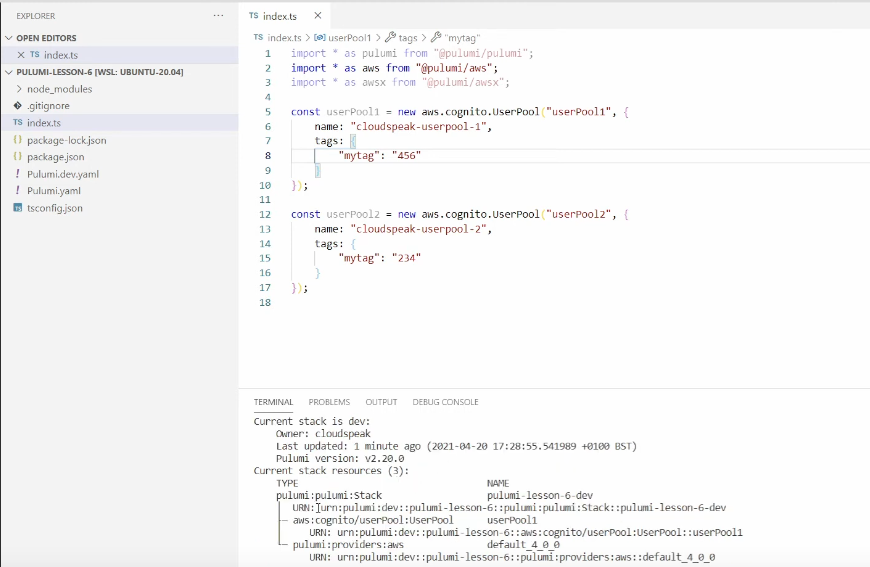 EXPLORER ···
OPEN EDITORS
TS index.ts
PULUMI-LESSON-6 [WSL: UBUNTU-20.04]
node_modules
.gitignore
TS index.ts
package-lock.json
package.json
! Pulumi.dev.yaml
! Pulumi.yaml
tsconfig.json
TS index.ts ×
TS index.ts > userPool1 > tags > "mytag"
1 import * as pulumi from "@pulumi/pulumi";
2 import * as aws from "@pulumi/aws";
3 import * as awsx from "@pulumi/awsx";
4
5 const userPool1 = new aws.cognito.UserPool("userPool1", {
6 name: "cloudspeak-userpool-1",
7 tags: {
8 "mytag": "456"
9 }
10 });
11
12 const userPool2 = new aws.cognito.UserPool("userPool2", {
13 name: "cloudspeak-userpool-2",
14 tags: {
15 "mytag": "234"
16 }
17 });
18
TERMINAL PROBLEMS OUTPUT DEBUG CONSOLE
Current stack is dev:
Owner: cloudspeak
Last updated: 1 minute ago (2021-04-20 17:28:55.541989 +0100 BST)
Pulumi version: v2.20.0
Current stack resources (3):
TYPE NAME
pulumi:pulumi:Stack pulumi-lesson-6-dev
URN: urn:pulumi:dev::pulumi-lesson-6::pulumi:pulumi:Stack::pulumi-lesson-6-dev
aws:cognito/userPool:UserPool userPool1
URN: urn:pulumi:dev::pulumi-lesson-6::aws:cognito/userPool:UserPool::userPool1
pulumi:providers:aws default_4_0_0
URN: urn:pulumi:dev::pulumi-lesson-6::pulumi:providers:aws::default_4_0_0